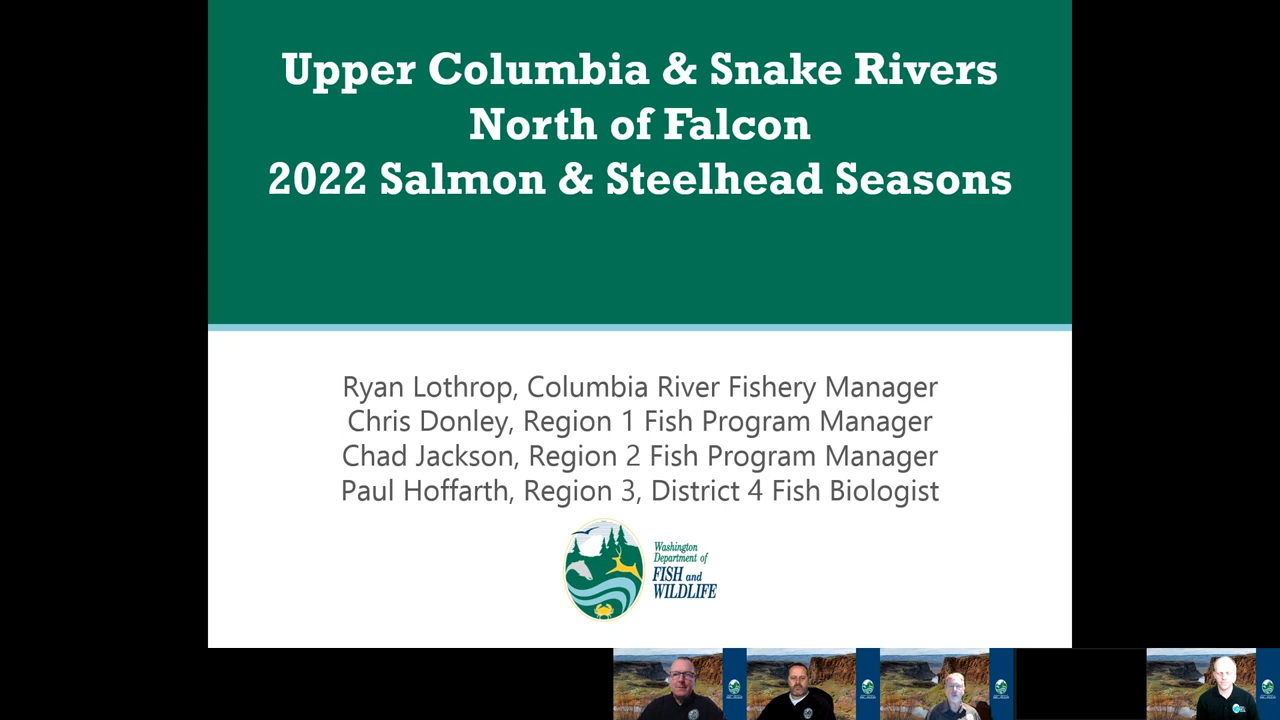 Upper Columbia & Snake Rivers
North of Falcon
2022 Salmon & Steelhead Seasons
Ryan Lothrop, Columbia River Fishery Manager
Chris Donley, Region 1 Fish Program Manager
Chad Jackson, Region 2 Fish Program Manager
Paul Hoffarth, Region 3, District 4 Fish Biologist
Washington
Department of
FISH and
WILDLIFE